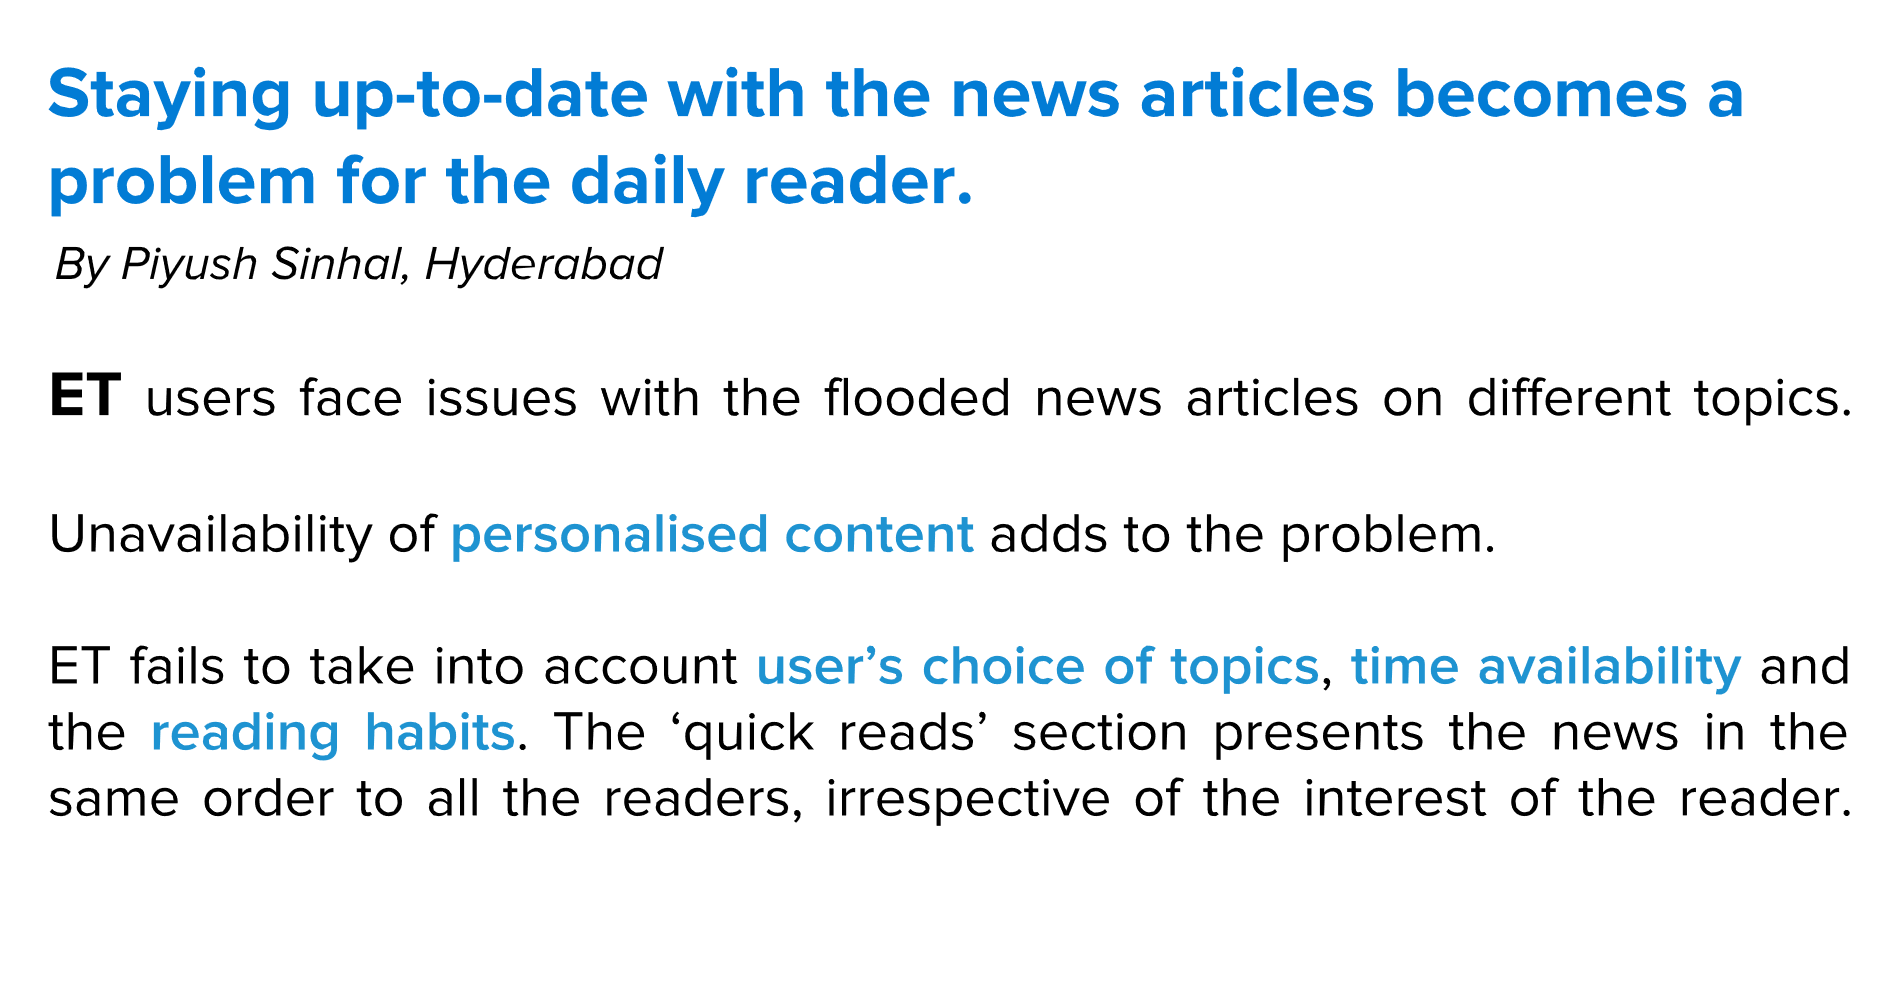 Staying up-to-date with the news articles becomes a
problem for the daily reader.
By Piyush Sinhal, Hyderabad
ET users face issues with the flooded news articles on different topics.
Unavailability of personalised content adds to the problem.
ET fails to take into account user’s choice of topics, time availability and
the reading habits. The ‘quick reads’ section presents the news in the
same order to all the readers, irrespective of the interest of the reader.